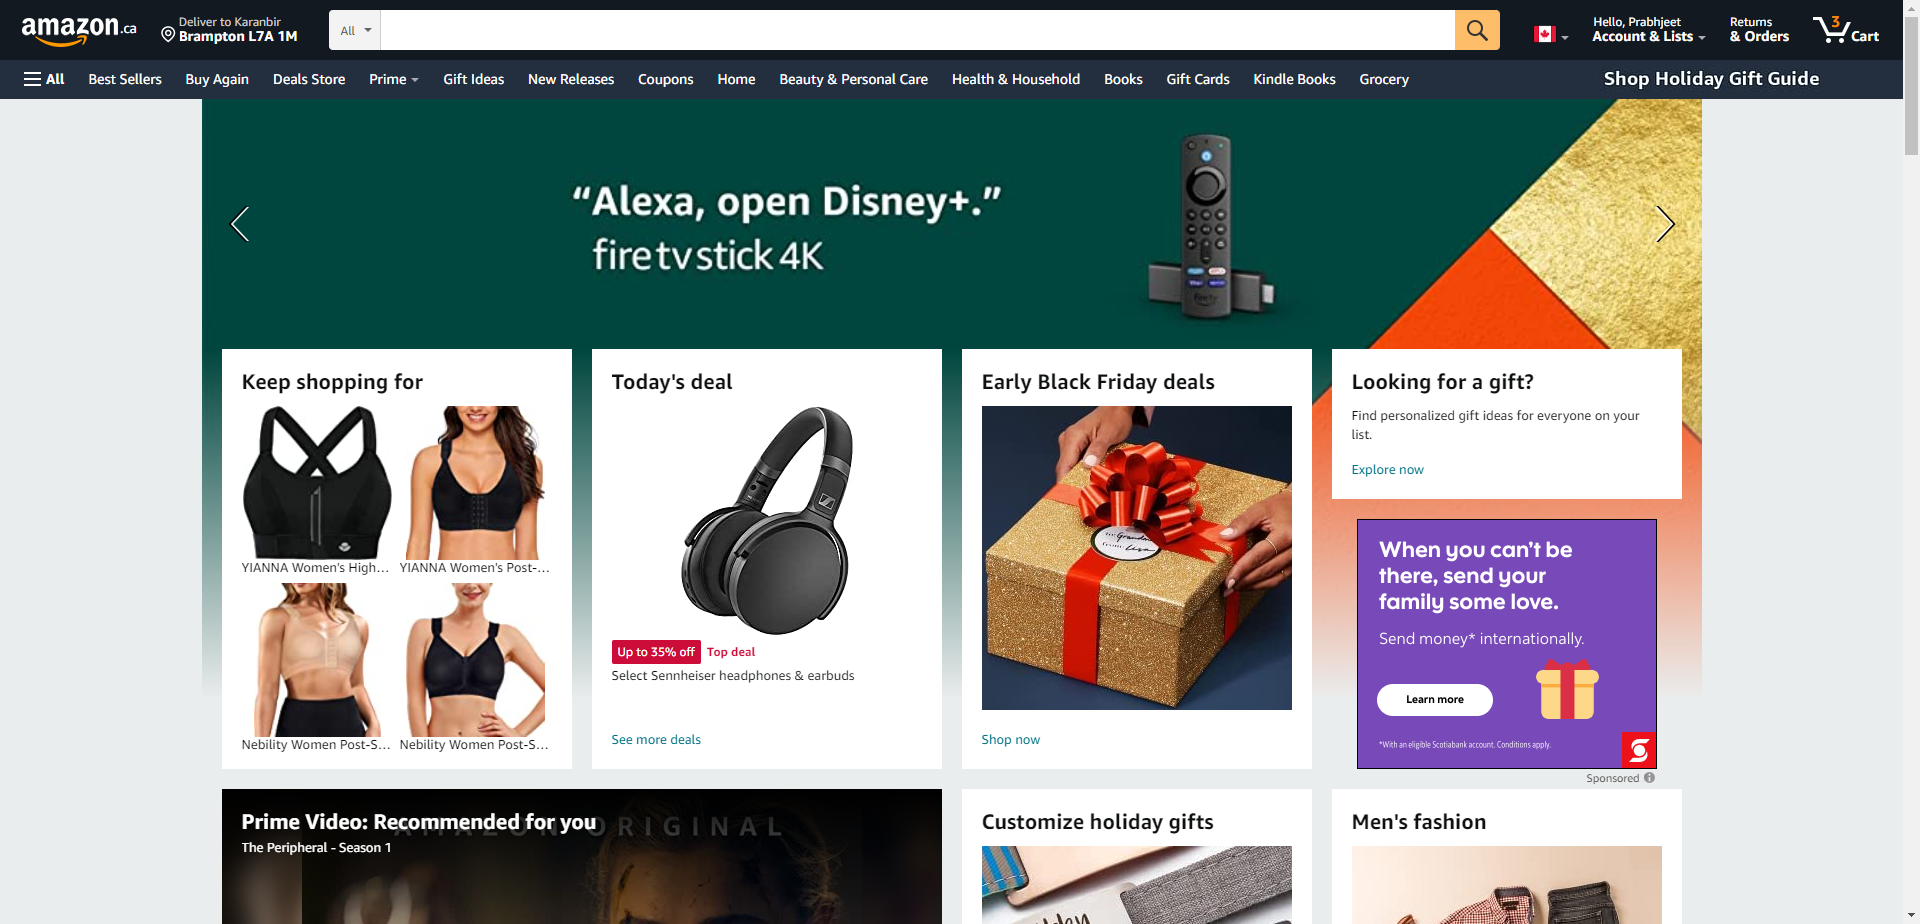 amazon.ca
Deliver to Karanbir
Brampton L7A 1M
All
Hello, Prabhjeet
Account & Lists
Returns
& Orders
3
Cart
All
Best Sellers
Buy Again
Deals Store
Prime
Gift Ideas
New Releases
Coupons
Home
Beauty & Personal Care
Health & Household
Books
Gift Cards
Kindle Books
Grocery
Shop Holiday Gift Guide
“Alexa, open Disney+.”
fire tv stick 4K
Keep shopping for
YIANNA Women's High...
YIANNA Women's Post-...
Nebility Women Post-S...
Nebility Women Post-S...
Today's deal
Up to 35% off
Top deal
Select Sennheiser headphones & earbuds
See more deals
Early Black Friday deals
Shop now
Looking for a gift?
Find personalized gift ideas for everyone on your
list.
Explore now
When you can’t be
there, send your
family some love.
Send money* internationally.
Learn more
*With an eligible Scotiabank account. Conditions apply.
Sponsored
Prime Video: Recommended for you
AMAZON ORIGINAL
The Peripheral - Season 1
Customize holiday gifts
Men's fashion